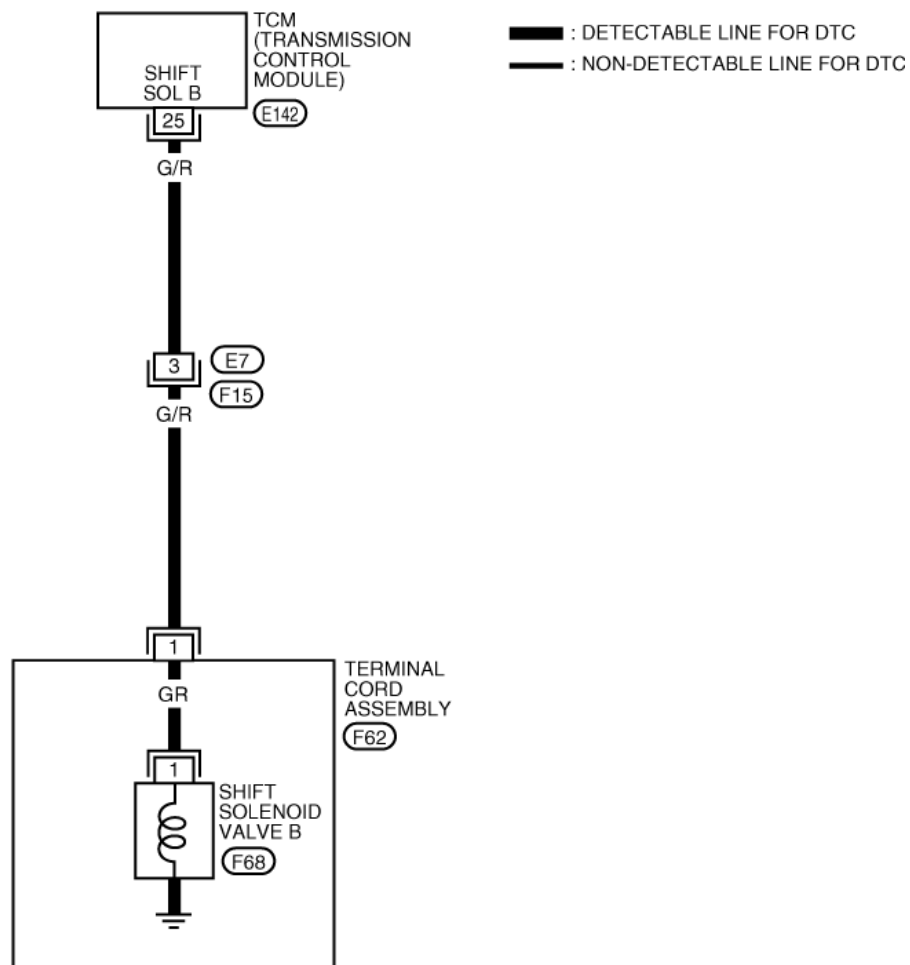 TCM
(TRANSMISSION
CONTROL
MODULE)
SHIFT
SOL B
E142
25
G/R
: DETECTABLE LINE FOR DTC
: NON-DETECTABLE LINE FOR DTC
3
E7
F15
G/R
1
TERMINAL
CORD
ASSEMBLY
F62
GR
1
SHIFT
SOLENOID
VALVE B
F68